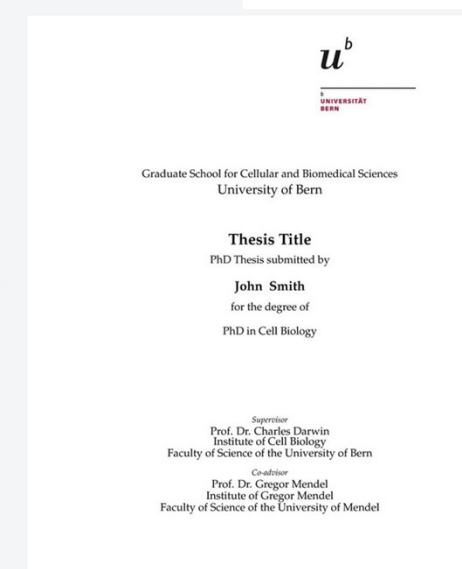 u
b
b
UNIVERSITÄT
BERN
Graduate School for Cellular and Biomedical Sciences
University of Bern
Thesis Title
PhD Thesis submitted by
John Smith
for the degree of
PhD in Cell Biology
Supervisor
Prof. Dr. Charles Darwin
Institute of Cell Biology
Faculty of Science of the University of Bern
Co-advisor
Prof. Dr. Gregor Mendel
Institute of Gregor Mendel
Faculty of Science of the University of Mendel